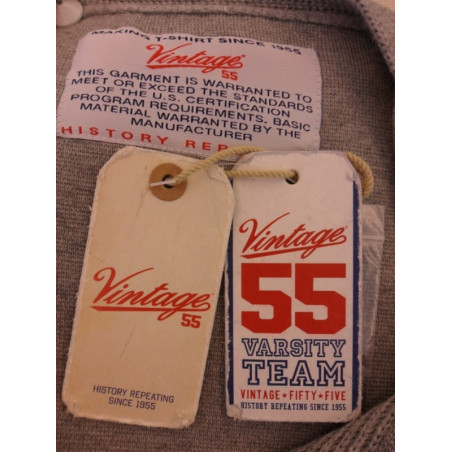 MAKING T-SHIRT SINCE 1955
Vintage
55
THIS GARMENT IS WARRANTED TO
MEET OR EXCEED THE STANDARDS
OF THE U.S. CERTIFICATION
PROGRAM REQUIREMENTS. BASIC
MATERIAL WARRANTED BY THE
MANUFACTURER
HISTORY REP
Vintage
55
HISTORY REPEATING
SINCE 1955
Vintage
55
VARSITY
TEAM
VINTAGE★FIFTY★FIVE
HISTORY REPEATING SINCE 1955